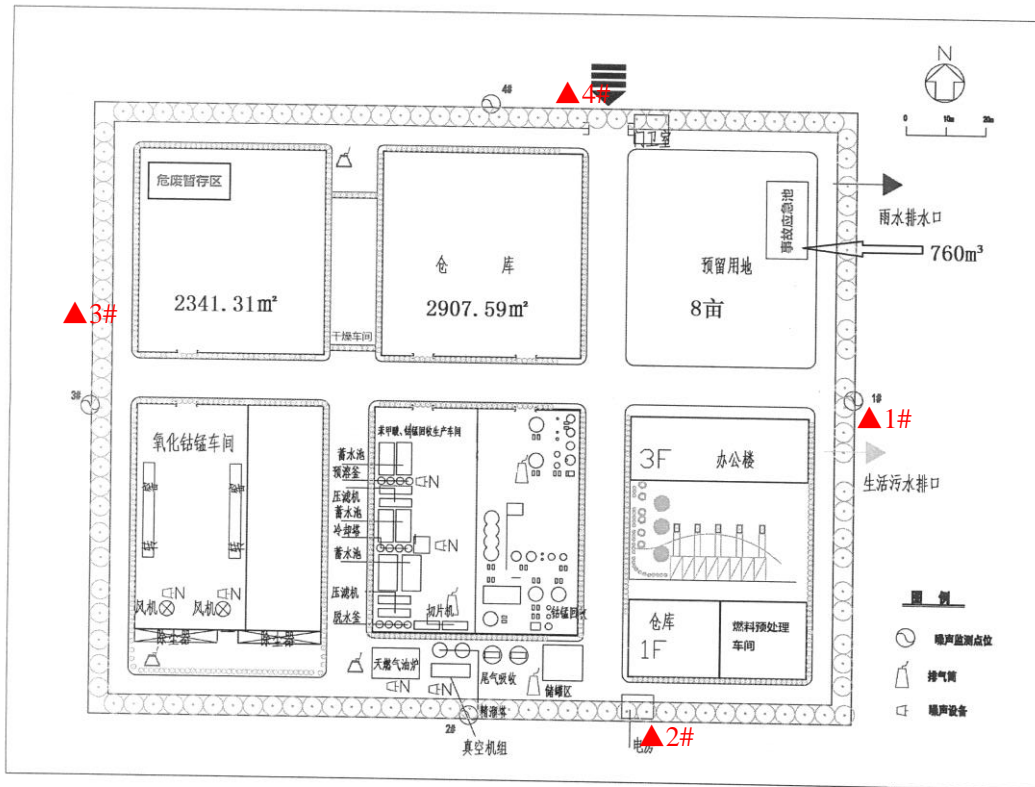 N
4#
▲4#
0 10m 20m
门卫室
危废暂存区
雨水排水口
事故应急池
760m³
仓 库
预留用地
2341.31m²
2907.59m²
8亩
▲3#
干燥车间
3#
1#
▲1#
氧化钴锰车间
苯甲酸、钴锰回收生产车间
3F 办公楼
生活污水排口
蓄水池
预溶釜
N
压滤机
蓄水池
冷却塔
N
蓄水池
压滤机
脱水釜
切片机
钴锰回收
转
转
N
N
风机
风机
除尘器
除尘器
仓库
1F
燃料预处理
车间
图 例
噪声监测点位
排气筒
噪声设备
天燃气油炉
N
N
尾气吸收
储罐区
精馏塔
2#
真空机组
电房
▲2#